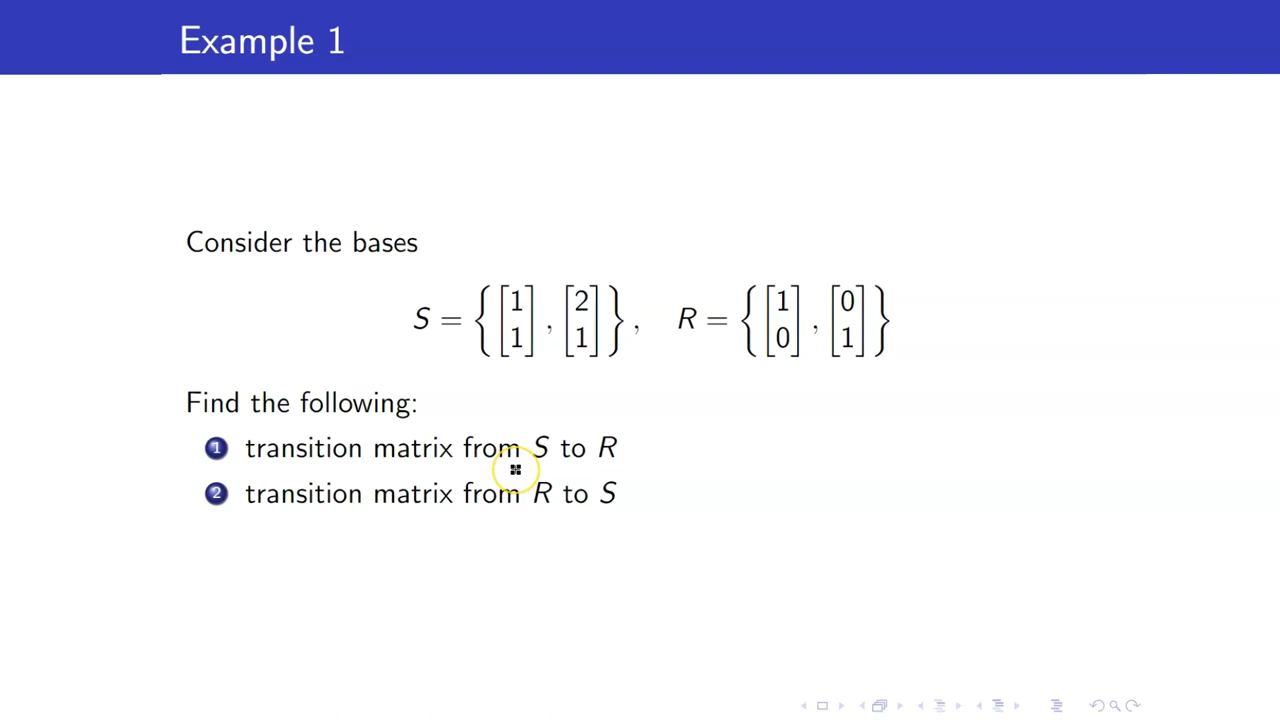 Example 1
Consider the bases
S = { [1 1], [2 1] }, R = { [1 0], [0 1] }
Find the following:
1 transition matrix from S to R
2 transition matrix from R to S